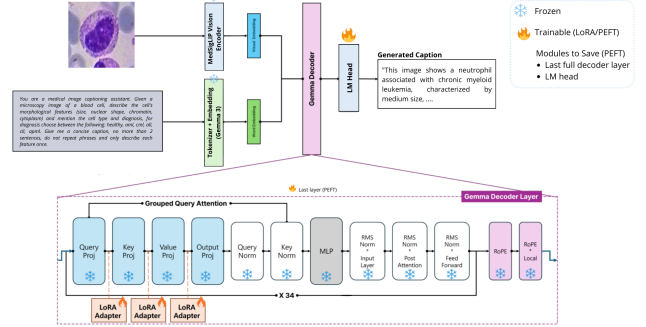 MedSigLIP Vision
Encoder
Visual Embedding
Frozen
Trainable (LoRA/PEFT)
Modules to Save (PEFT)
• Last full decoder layer
• LM head
Gemma Decoder
LM Head
Generated Caption
"This image shows a neutrophil
associated with chronic myeloid
leukemia, characterized by
medium size, ....
You are a medical image captioning assistant. Given a
microscopy image of a blood cell, describe the cell's
morphological features (size, nuclear shape, chromatin,
cytoplasm) and mention the cell type and diagnosis, for
diagnosis choose between the following: healthy, aml, cml, all,
cll, apml. Give me a concise caption, no more than 2
sentences, do not repeat phrases and only describe each
feature once.
Tokenizer + Embedding
(Gemma 3)
Last layer (PEFT)
Gemma Decoder Layer
Grouped Query Attention
Query
Proj
Key
Proj
Value
Proj
Output
Proj
Query
Norm
Key
Norm
MLP
RMS
Norm
*
Input
Layer
RMS
Norm
*
Post
Attention
RMS
Norm
*
Feed
Forward
RoPE
RoPE
*
Local
X 34
LoRA
Adapter
LoRA
Adapter
LoRA
Adapter